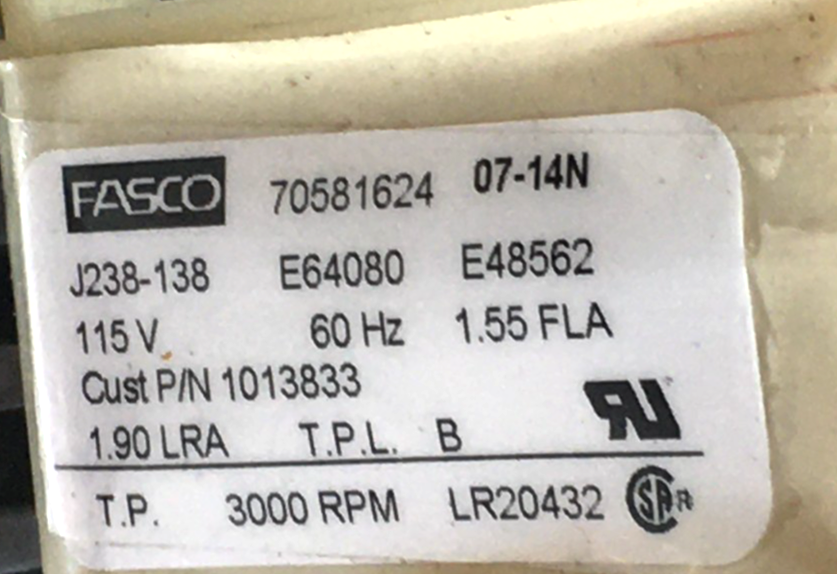 FASCO 70581624 07-14N
J238-138 E64080 E48562
115 V 60 Hz 1.55 FLA
Cust P/N 1013833
1.90 LRA T.P.L. B
T.P. 3000 RPM LR20432 SA R